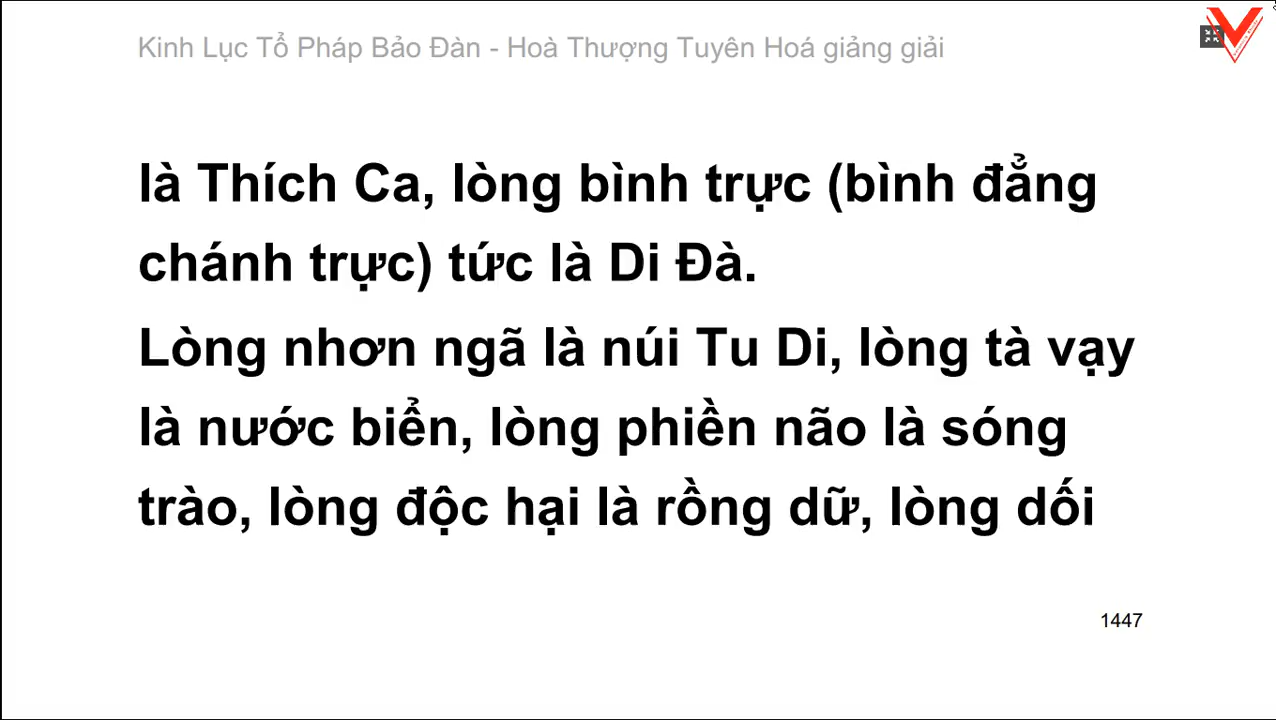 Kinh Lục Tổ Pháp Bảo Đàn - Hoà Thượng Tuyên Hoá giảng giải
là Thích Ca, lòng bình trực (bình đẳng
chánh trực) tức là Di Đà.
Lòng nhơn ngã là núi Tu Di, lòng tà vạy
là nước biển, lòng phiền não là sóng
trào, lòng độc hại là rồng dữ, lòng dối
1447